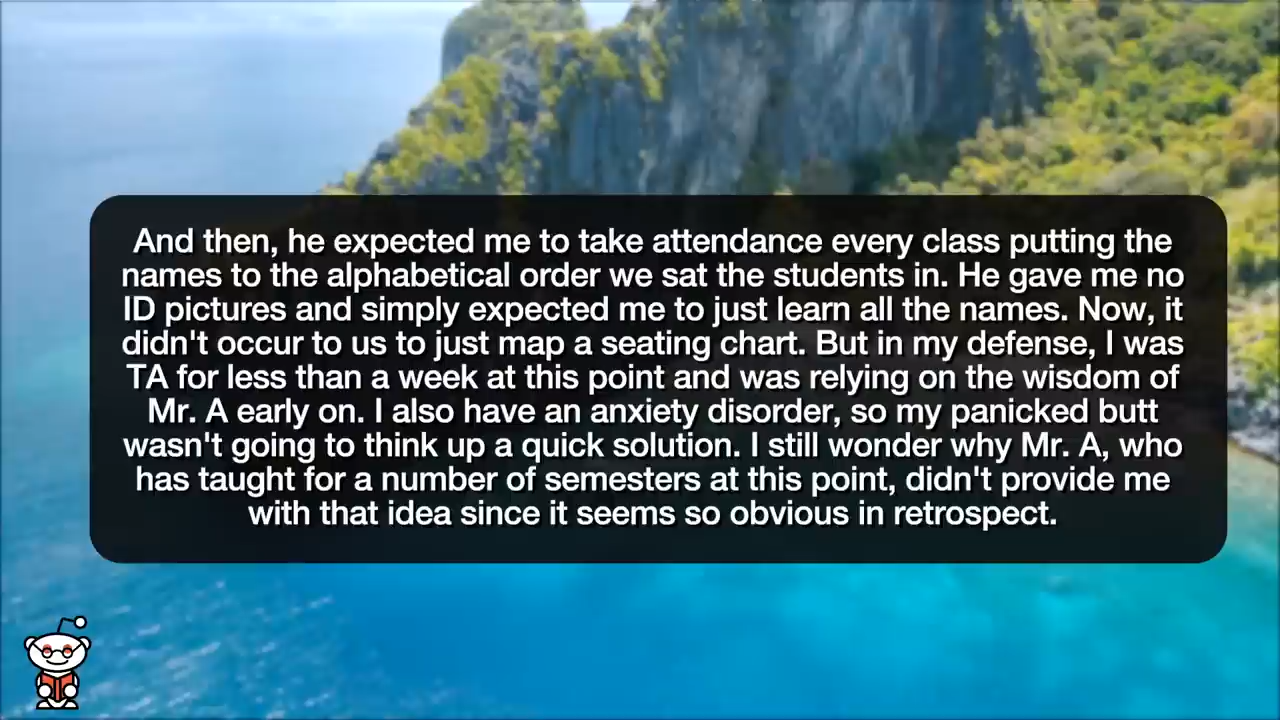 And then, he expected me to take attendance every class putting the
names to the alphabetical order we sat the students in. He gave me no
ID pictures and simply expected me to just learn all the names. Now, it
didn't occur to us to just map a seating chart. But in my defense, I was
TA for less than a week at this point and was relying on the wisdom of
Mr. A early on. I also have an anxiety disorder, so my panicked butt
wasn't going to think up a quick solution. I still wonder why Mr. A, who
has taught for a number of semesters at this point, didn't provide me
with that idea since it seems so obvious in retrospect.